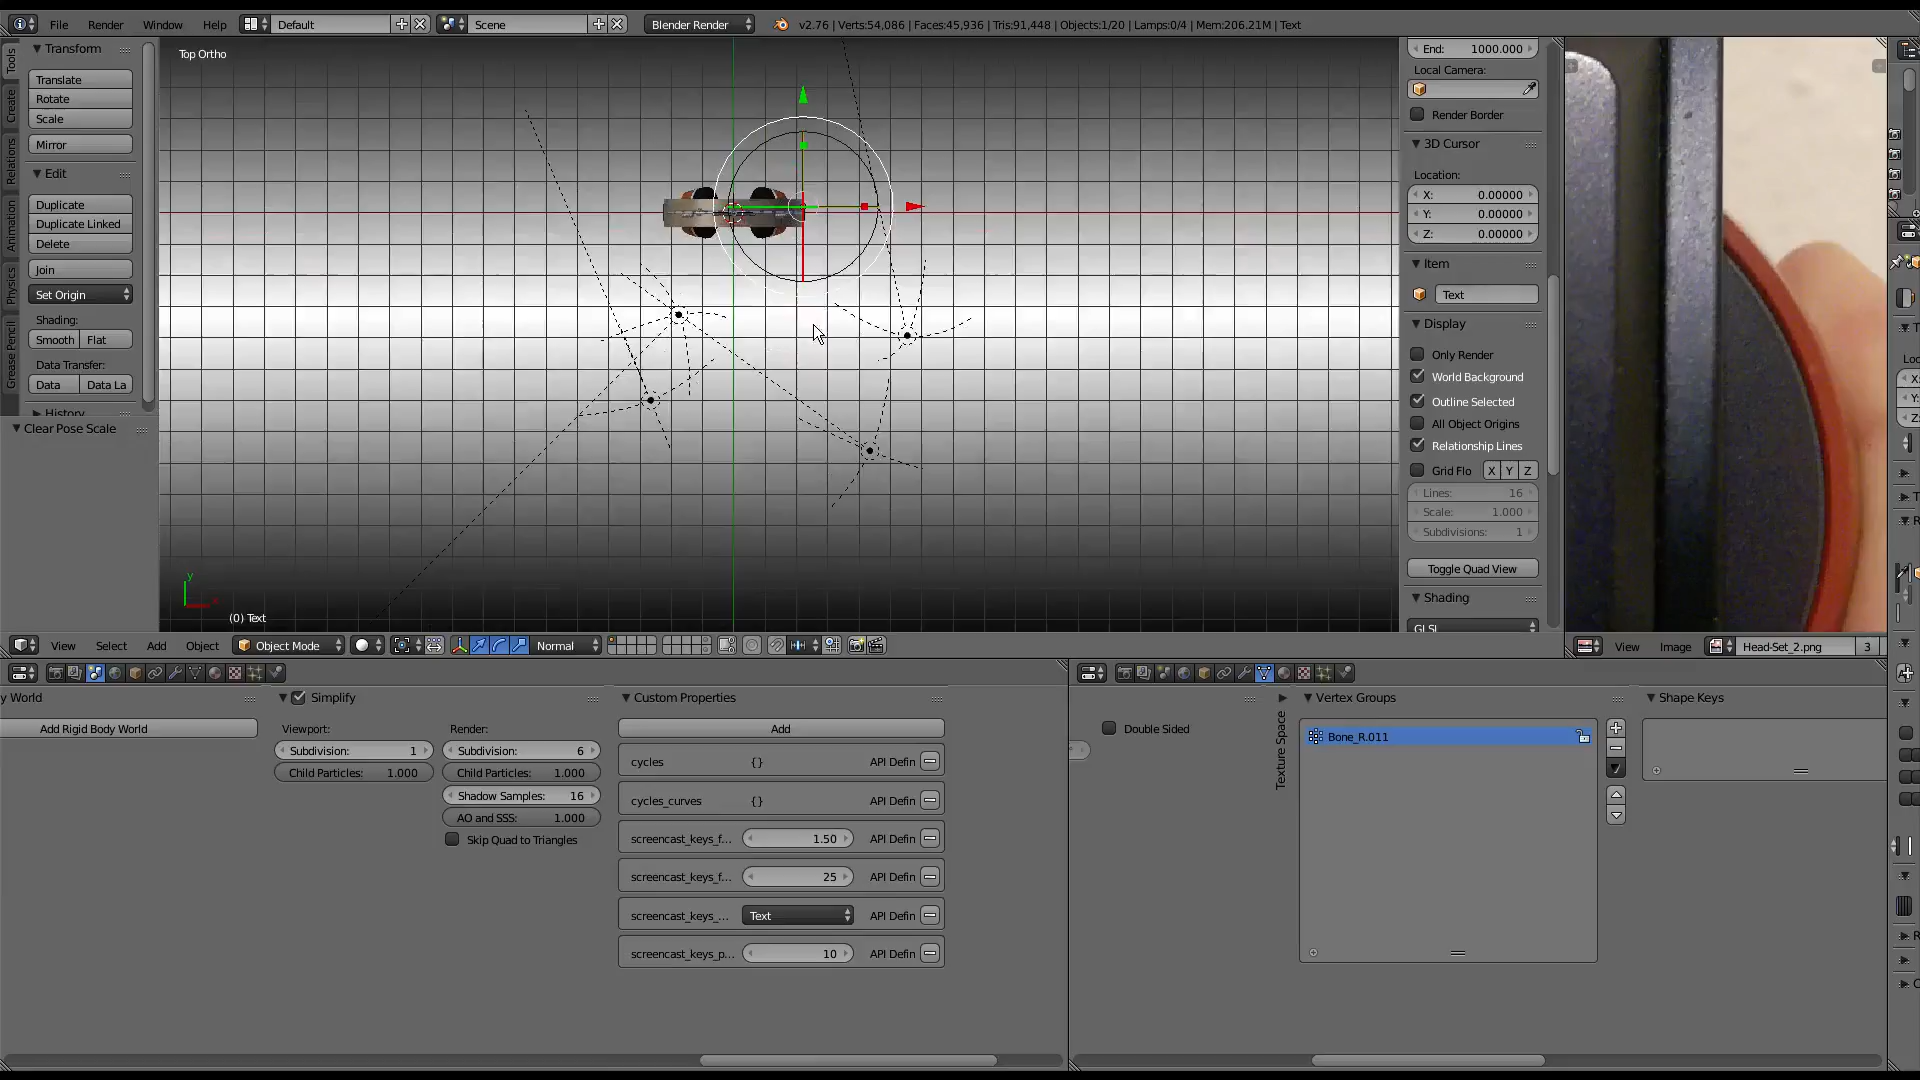 File Render Window Help Default Scene Blender Render v2.76 | Verts:54,086 | Faces:45,936 | Tris:91,448 | Objects:1/20 | Lamps:0/4 | Mem:206.21M | Text
Tools
Create
Relations
Animation
Physics
Grease Pencil
Transform
Translate
Rotate
Scale
Mirror
Edit
Duplicate
Duplicate Linked
Delete
Join
Set Origin
Shading:
Smooth Flat
Data Transfer:
Data Data La
History
Clear Pose Scale
Top Ortho
y
(0) Text
End: 1000.000
Local Camera:
Render Border
3D Cursor
Location:
X: 0.00000
Y: 0.00000
Z: 0.00000
Item
Text
Display
Only Render
World Background
Outline Selected
All Object Origins
Relationship Lines
Grid Flo X Y Z
Lines: 16
Scale: 1.000
Subdivisions: 1
Toggle Quad View
Shading
GLSL
Loc
X:
Y:
Z:
View Select Add Object Object Mode Normal
View Image Head-Set_2.png 3
y World
Add Rigid Body World
Simplify
Viewport:
Subdivision: 1
Child Particles: 1.000
Render:
Subdivision: 6
Child Particles: 1.000
Shadow Samples: 16
AO and SSS: 1.000
Skip Quad to Triangles
Custom Properties
Add
cycles {} API Defin
cycles_curves {} API Defin
screencast_keys_f... 1.50 API Defin
screencast_keys_f... 25 API Defin
screencast_keys_... Text API Defin
screencast_keys_p... 10 API Defin
Double Sided
Texture Space
Vertex Groups
Bone_R.011
Shape Keys